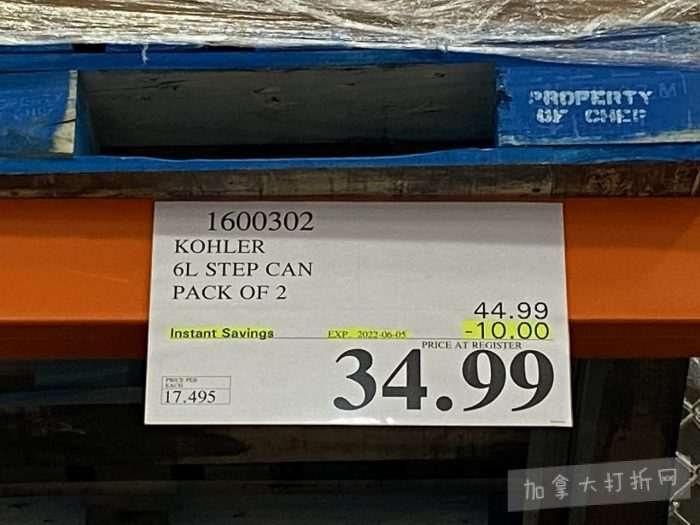 PROPERTY
OF CHEP
1600302
KOHLER
6L STEP CAN
PACK OF 2
44.99
Instant Savings EXP. 2022-06-05 -10.00
PRICE AT REGISTER
34.99
PRICE PER
EACH
17.495
加拿大打折网